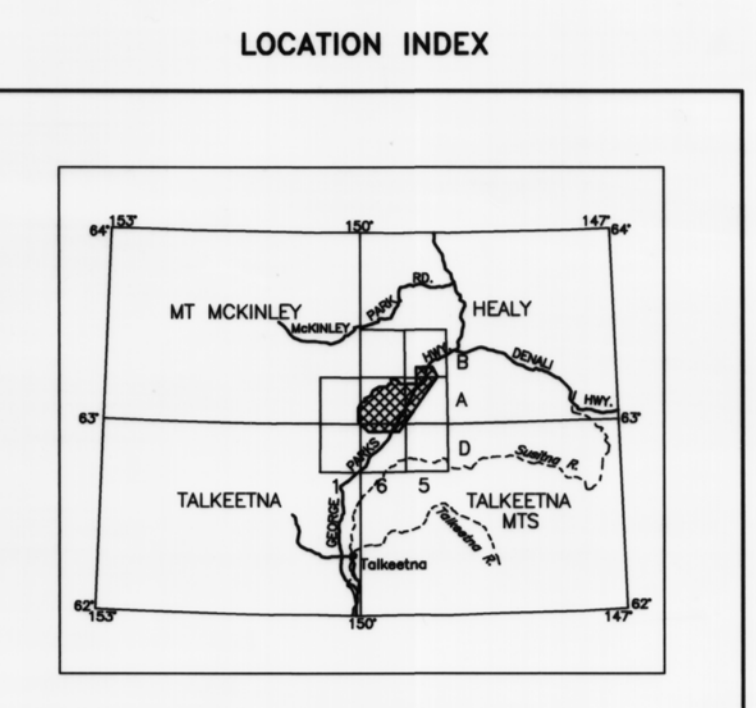 LOCATION INDEX
153°
150°
147°
64°
64°
RD.
PARK
MT MCKINLEY
HEALY
McKINLEY
HWY.
B
DENALI
A
HWY.
63°
63°
D
PARKS
Susitna R.
1
6
5
TALKEETNA
TALKEETNA
MTS
GEORGE
Talkeetna R.
Talkeetna
62°
62°
153°
150°
147°